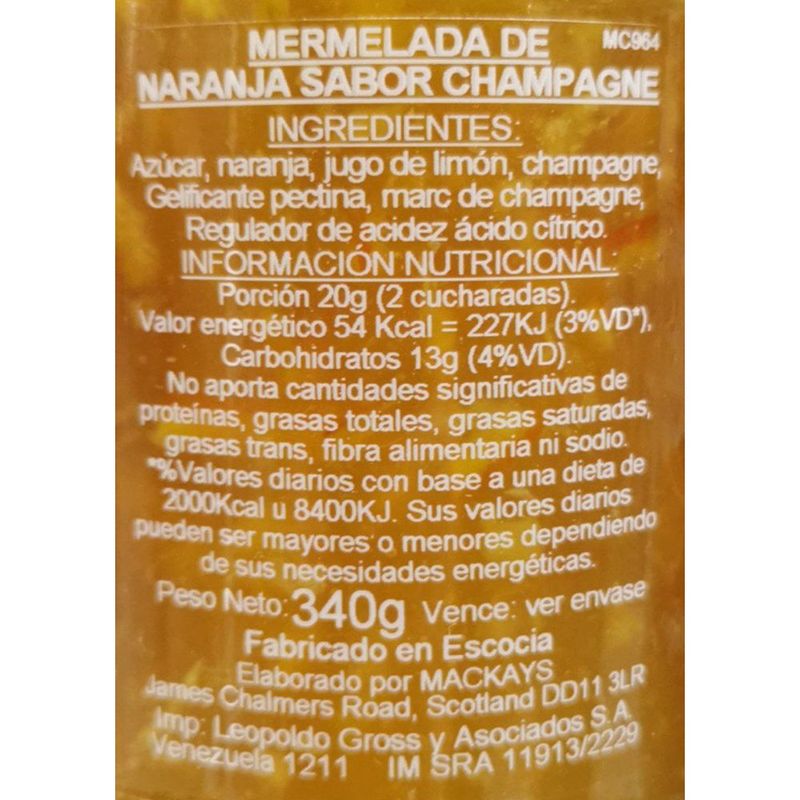 MERMELADA DE MC964
NARANJA SABOR CHAMPAGNE
INGREDIENTES:
Azúcar, naranja, jugo de limón, champagne,
Gelificante pectina, marc de champagne,
Regulador de acidez ácido cítrico.
INFORMACIÓN NUTRICIONAL:
Porción 20g (2 cucharadas).
Valor energético 54 Kcal = 227KJ (3%VD*),
Carbohidratos 13g (4%VD).
No aporta cantidades significativas de
proteínas, grasas totales, grasas saturadas,
grasas trans, fibra alimentaria ni sodio.
*%Valores diarios con base a una dieta de
2000Kcal u 8400KJ. Sus valores diarios
pueden ser mayores o menores dependiendo
de sus necesidades energéticas.
Peso Neto: 340g Vence: ver envase
Fabricado en Escocia
Elaborado por MACKAYS
James Chalmers Road, Scotland DD11 3LR
Imp: Leopoldo Gross y Asociados S.A.
Venezuela 1211 IM SRA 11913/2229